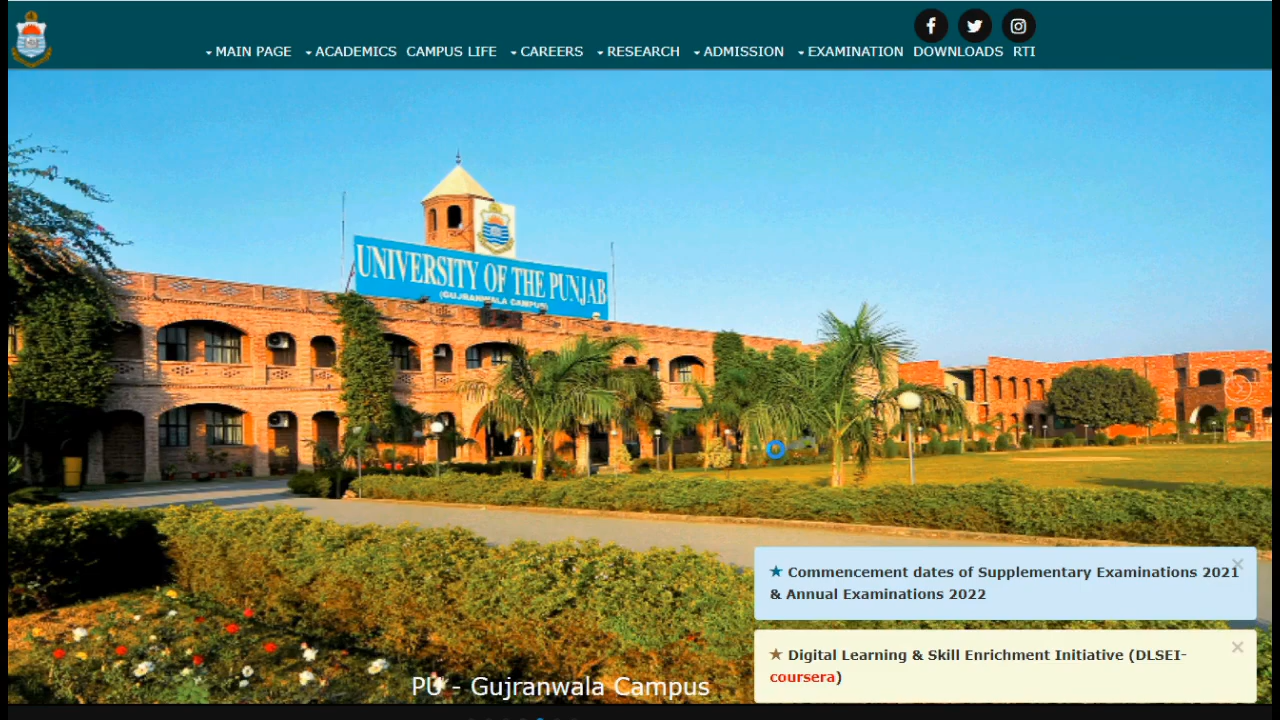 MAIN PAGE ACADEMICS CAMPUS LIFE CAREERS RESEARCH ADMISSION EXAMINATION DOWNLOADS RTI
UNIVERSITY OF THE PUNJAB
(GUJRANWALA CAMPUS)
★ Commencement dates of Supplementary Examinations 2021
& Annual Examinations 2022
★ Digital Learning & Skill Enrichment Initiative (DLSEI-
coursera)
PU - Gujranwala Campus